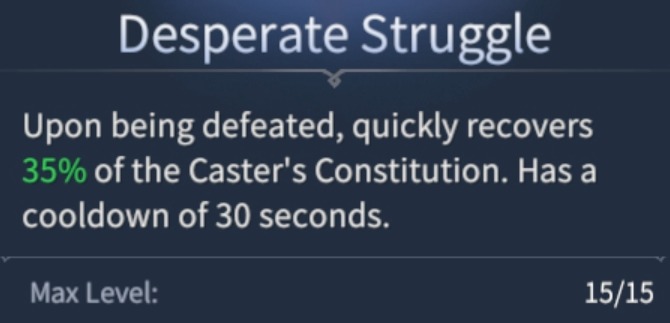 Desperate Struggle
Upon being defeated, quickly recovers
35% of the Caster's Constitution. Has a
cooldown of 30 seconds.
Max Level: 15/15